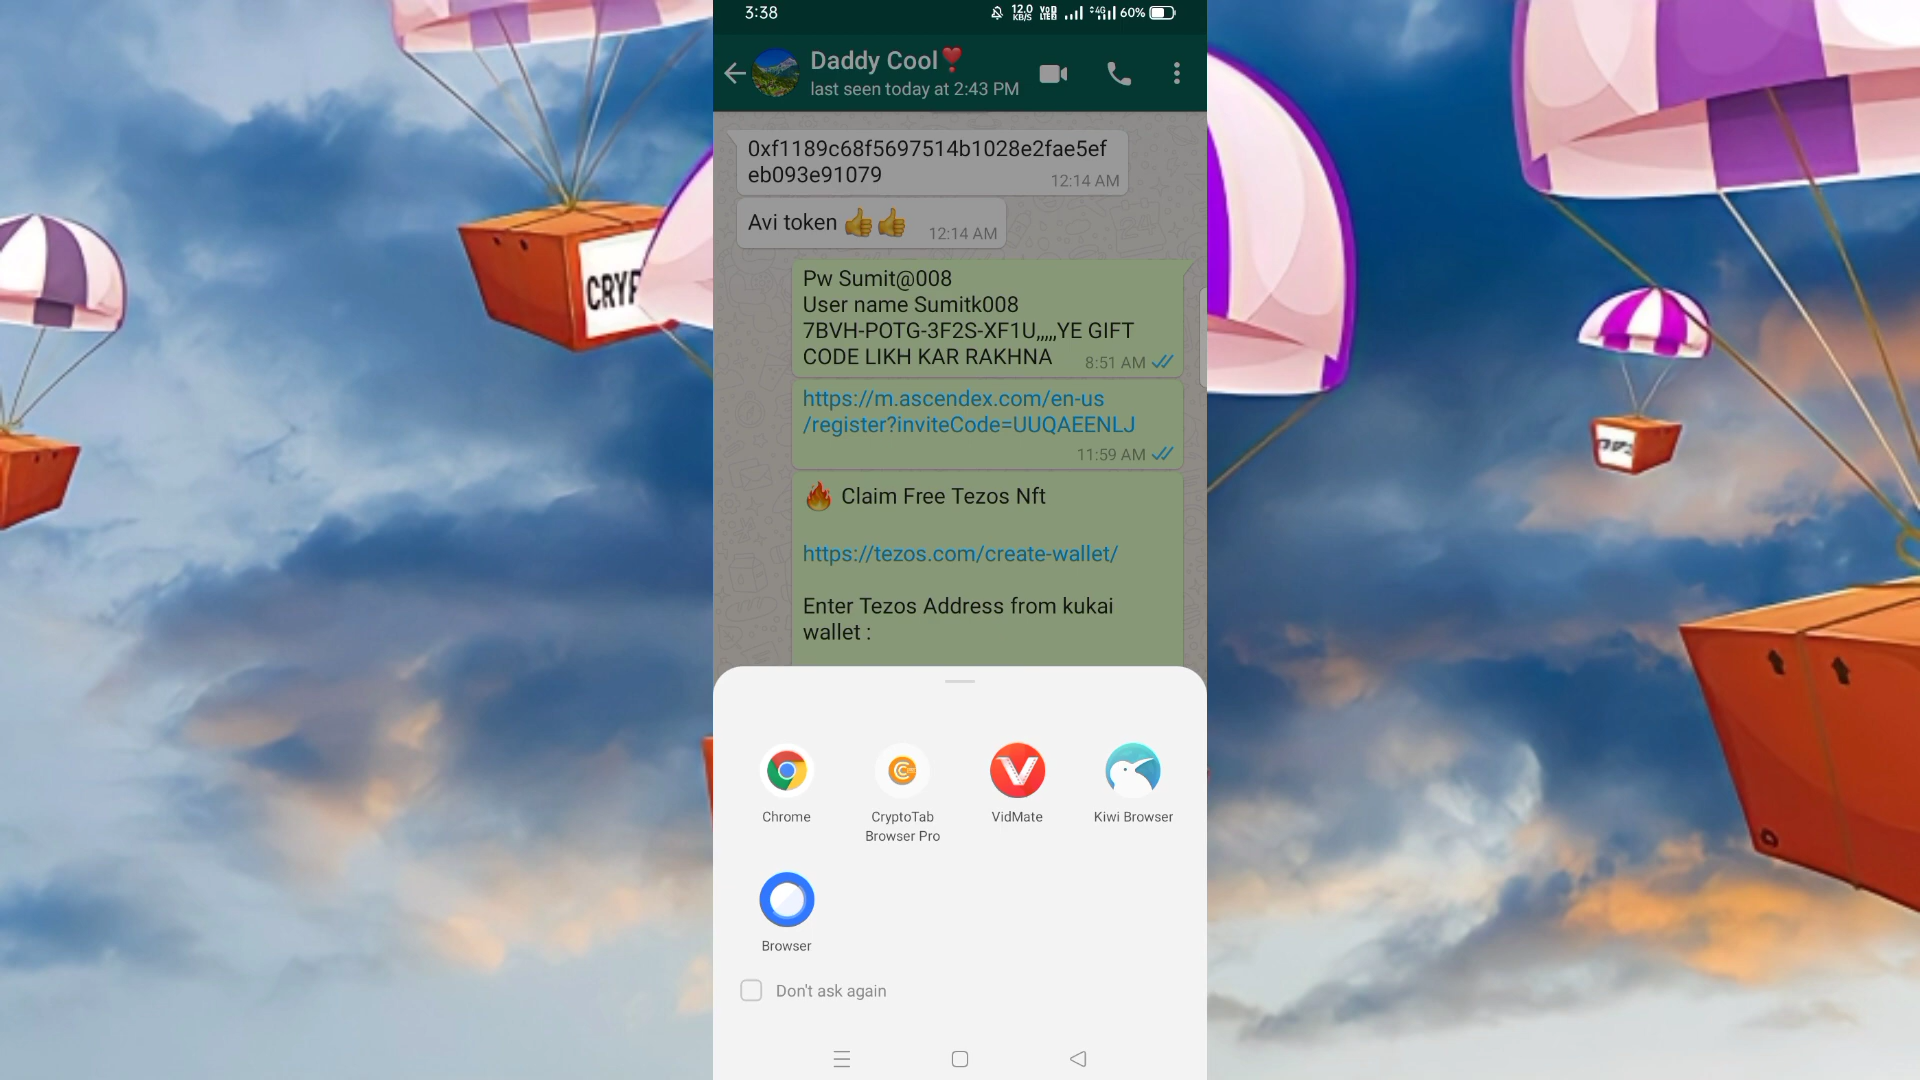 3:38
12.0
KB/S
4G
60%
Daddy Cool❣
last seen today at 2:43 PM
0xf1189c68f5697514b1028e2fae5ef
eb093e91079
12:14 AM
Avi token 👍👍
12:14 AM
Pw Sumit@008
User name Sumitk008
7BVH-POTG-3F2S-XF1U,,,,,YE GIFT
CODE LIKH KAR RAKHNA
8:51 AM
https://m.ascendex.com/en-us
/register?inviteCode=UUQAEENLJ
11:59 AM
🔥 Claim Free Tezos Nft
https://tezos.com/create-wallet/
Enter Tezos Address from kukai
wallet :
Chrome
CryptoTab
Browser Pro
VidMate
Kiwi Browser
Browser
Don't ask again